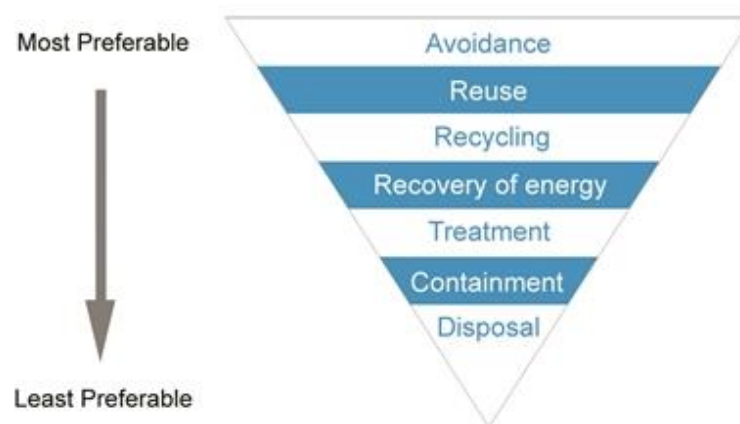 Most Preferable
Avoidance
Reuse
Recycling
Recovery of energy
Treatment
Containment
Disposal
Least Preferable